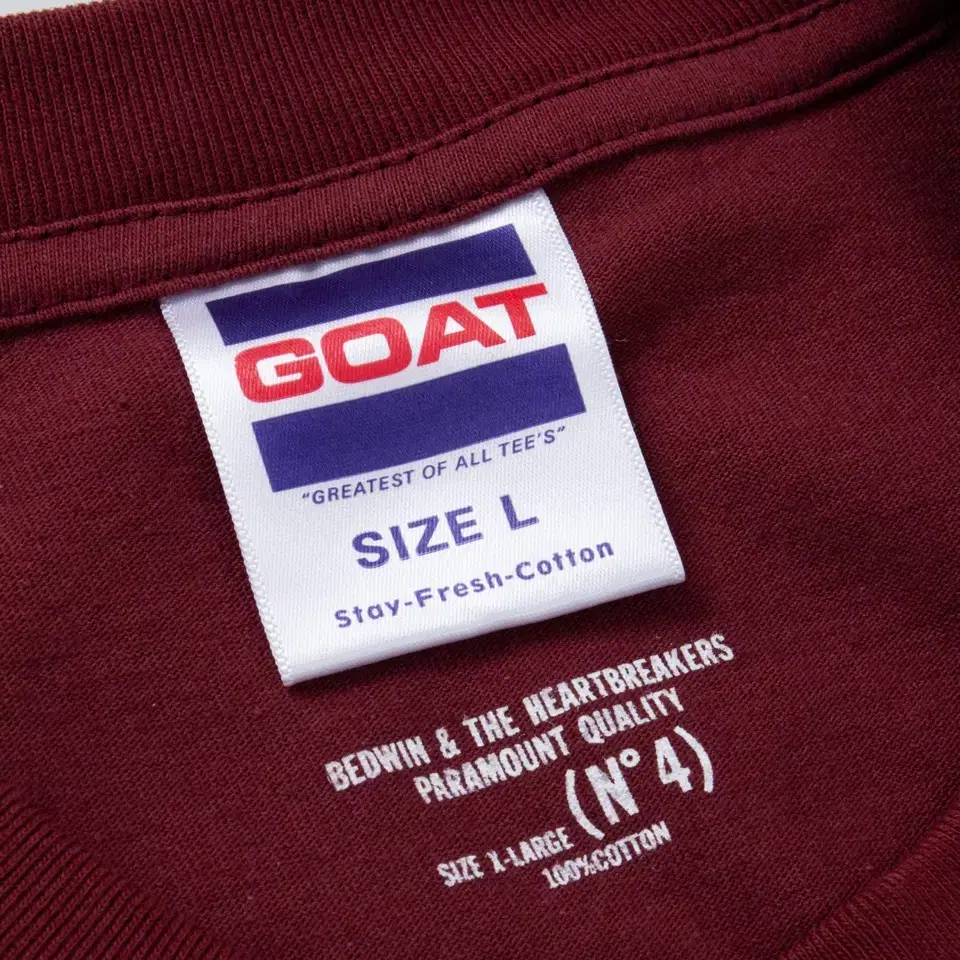 GOAT
"GREATEST OF ALL TEE'S"
SIZE L
Stay-Fresh-Cotton
BEDWIN & THE HEARTBREAKERS
PARAMOUNT QUALITY
(N° 4)
SIZE X-LARGE
100%COTTON